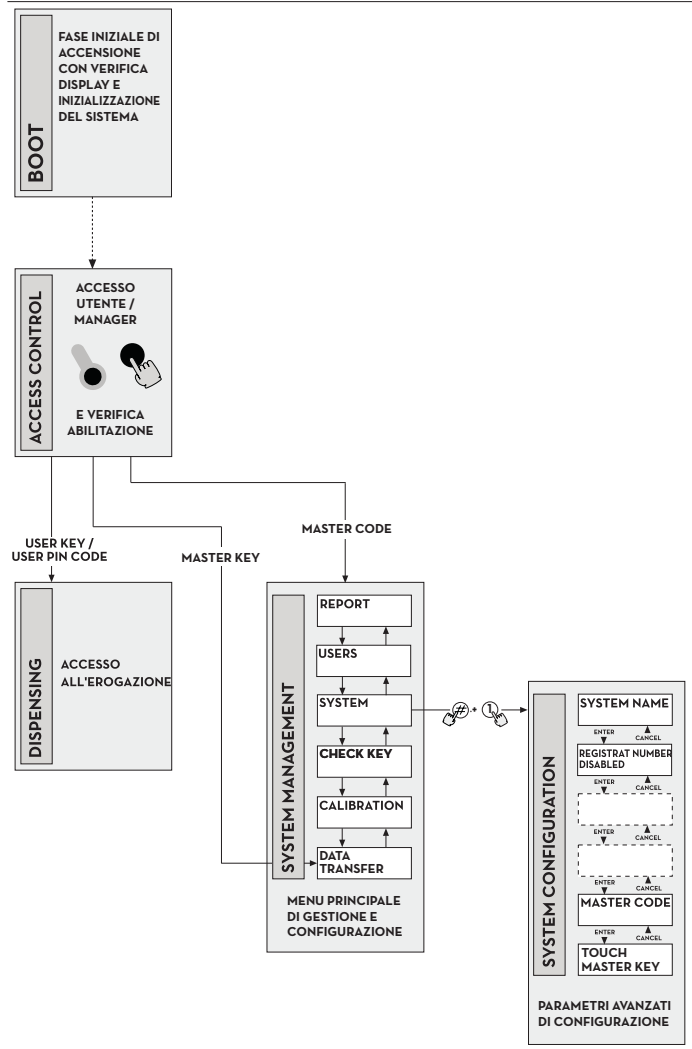 BOOT
FASE INIZIALE DI
ACCENSIONE
CON VERIFICA
DISPLAY E
INIZIALIZZAZIONE
DEL SISTEMA
ACCESS CONTROL
ACCESSO
UTENTE /
MANAGER
E VERIFICA
ABILITAZIONE
USER KEY /
USER PIN CODE
MASTER KEY
MASTER CODE
DISPENSING
ACCESSO
ALL'EROGAZIONE
SYSTEM MANAGEMENT
REPORT
USERS
SYSTEM
CHECK KEY
CALIBRATION
DATA
TRANSFER
MENU PRINCIPALE
DI GESTIONE E
CONFIGURAZIONE
# + 1
SYSTEM CONFIGURATION
SYSTEM NAME
ENTER CANCEL
REGISTRAT NUMBER
DISABLED
ENTER CANCEL
ENTER CANCEL
ENTER CANCEL
MASTER CODE
ENTER CANCEL
TOUCH
MASTER KEY
PARAMETRI AVANZATI
DI CONFIGURAZIONE